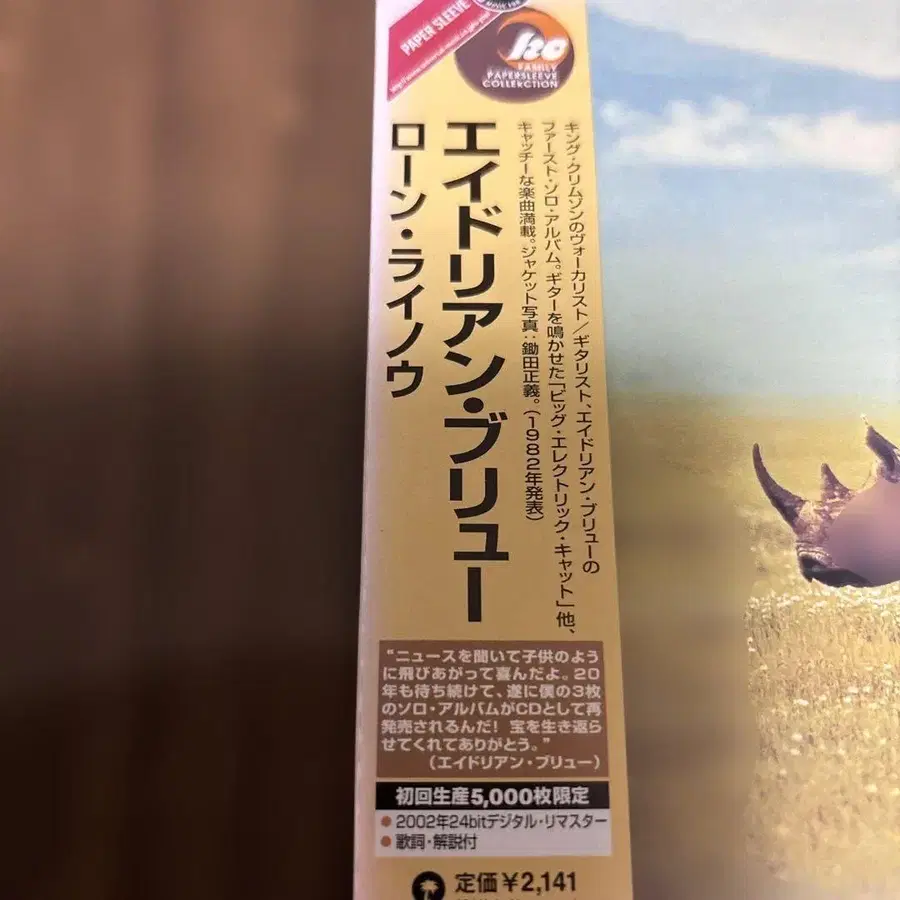 PAPER SLEEVE
FAMILY
PAPERSLEEVE
COLLEKCTION
キング・クリムゾンのヴォーカリスト/ギタリスト、エイドリアン・ブリューの
ファースト・ソロ・アルバム。ギターを鳴かせた「ビッグ・エレクトリック・キャット」他、
キャッチーな楽曲満載。ジャケット写真：鋤田正義。(1982年発表)
エイドリアン・ブリュー
ローン・ライノウ
“ニュースを聞いて子供のよう
に飛びあがって喜んだよ。20
年も待ち続けて、遂に僕の3枚
のソロ・アルバムがCDとして再
発売されるんだ! 宝を生き返ら
せてくれてありがとう。”
(エイドリアン・ブリュー)
初回生産5,000枚限定
● 2002年24bitデジタル・リマスター
● 歌詞・解説付
定価￥2,141